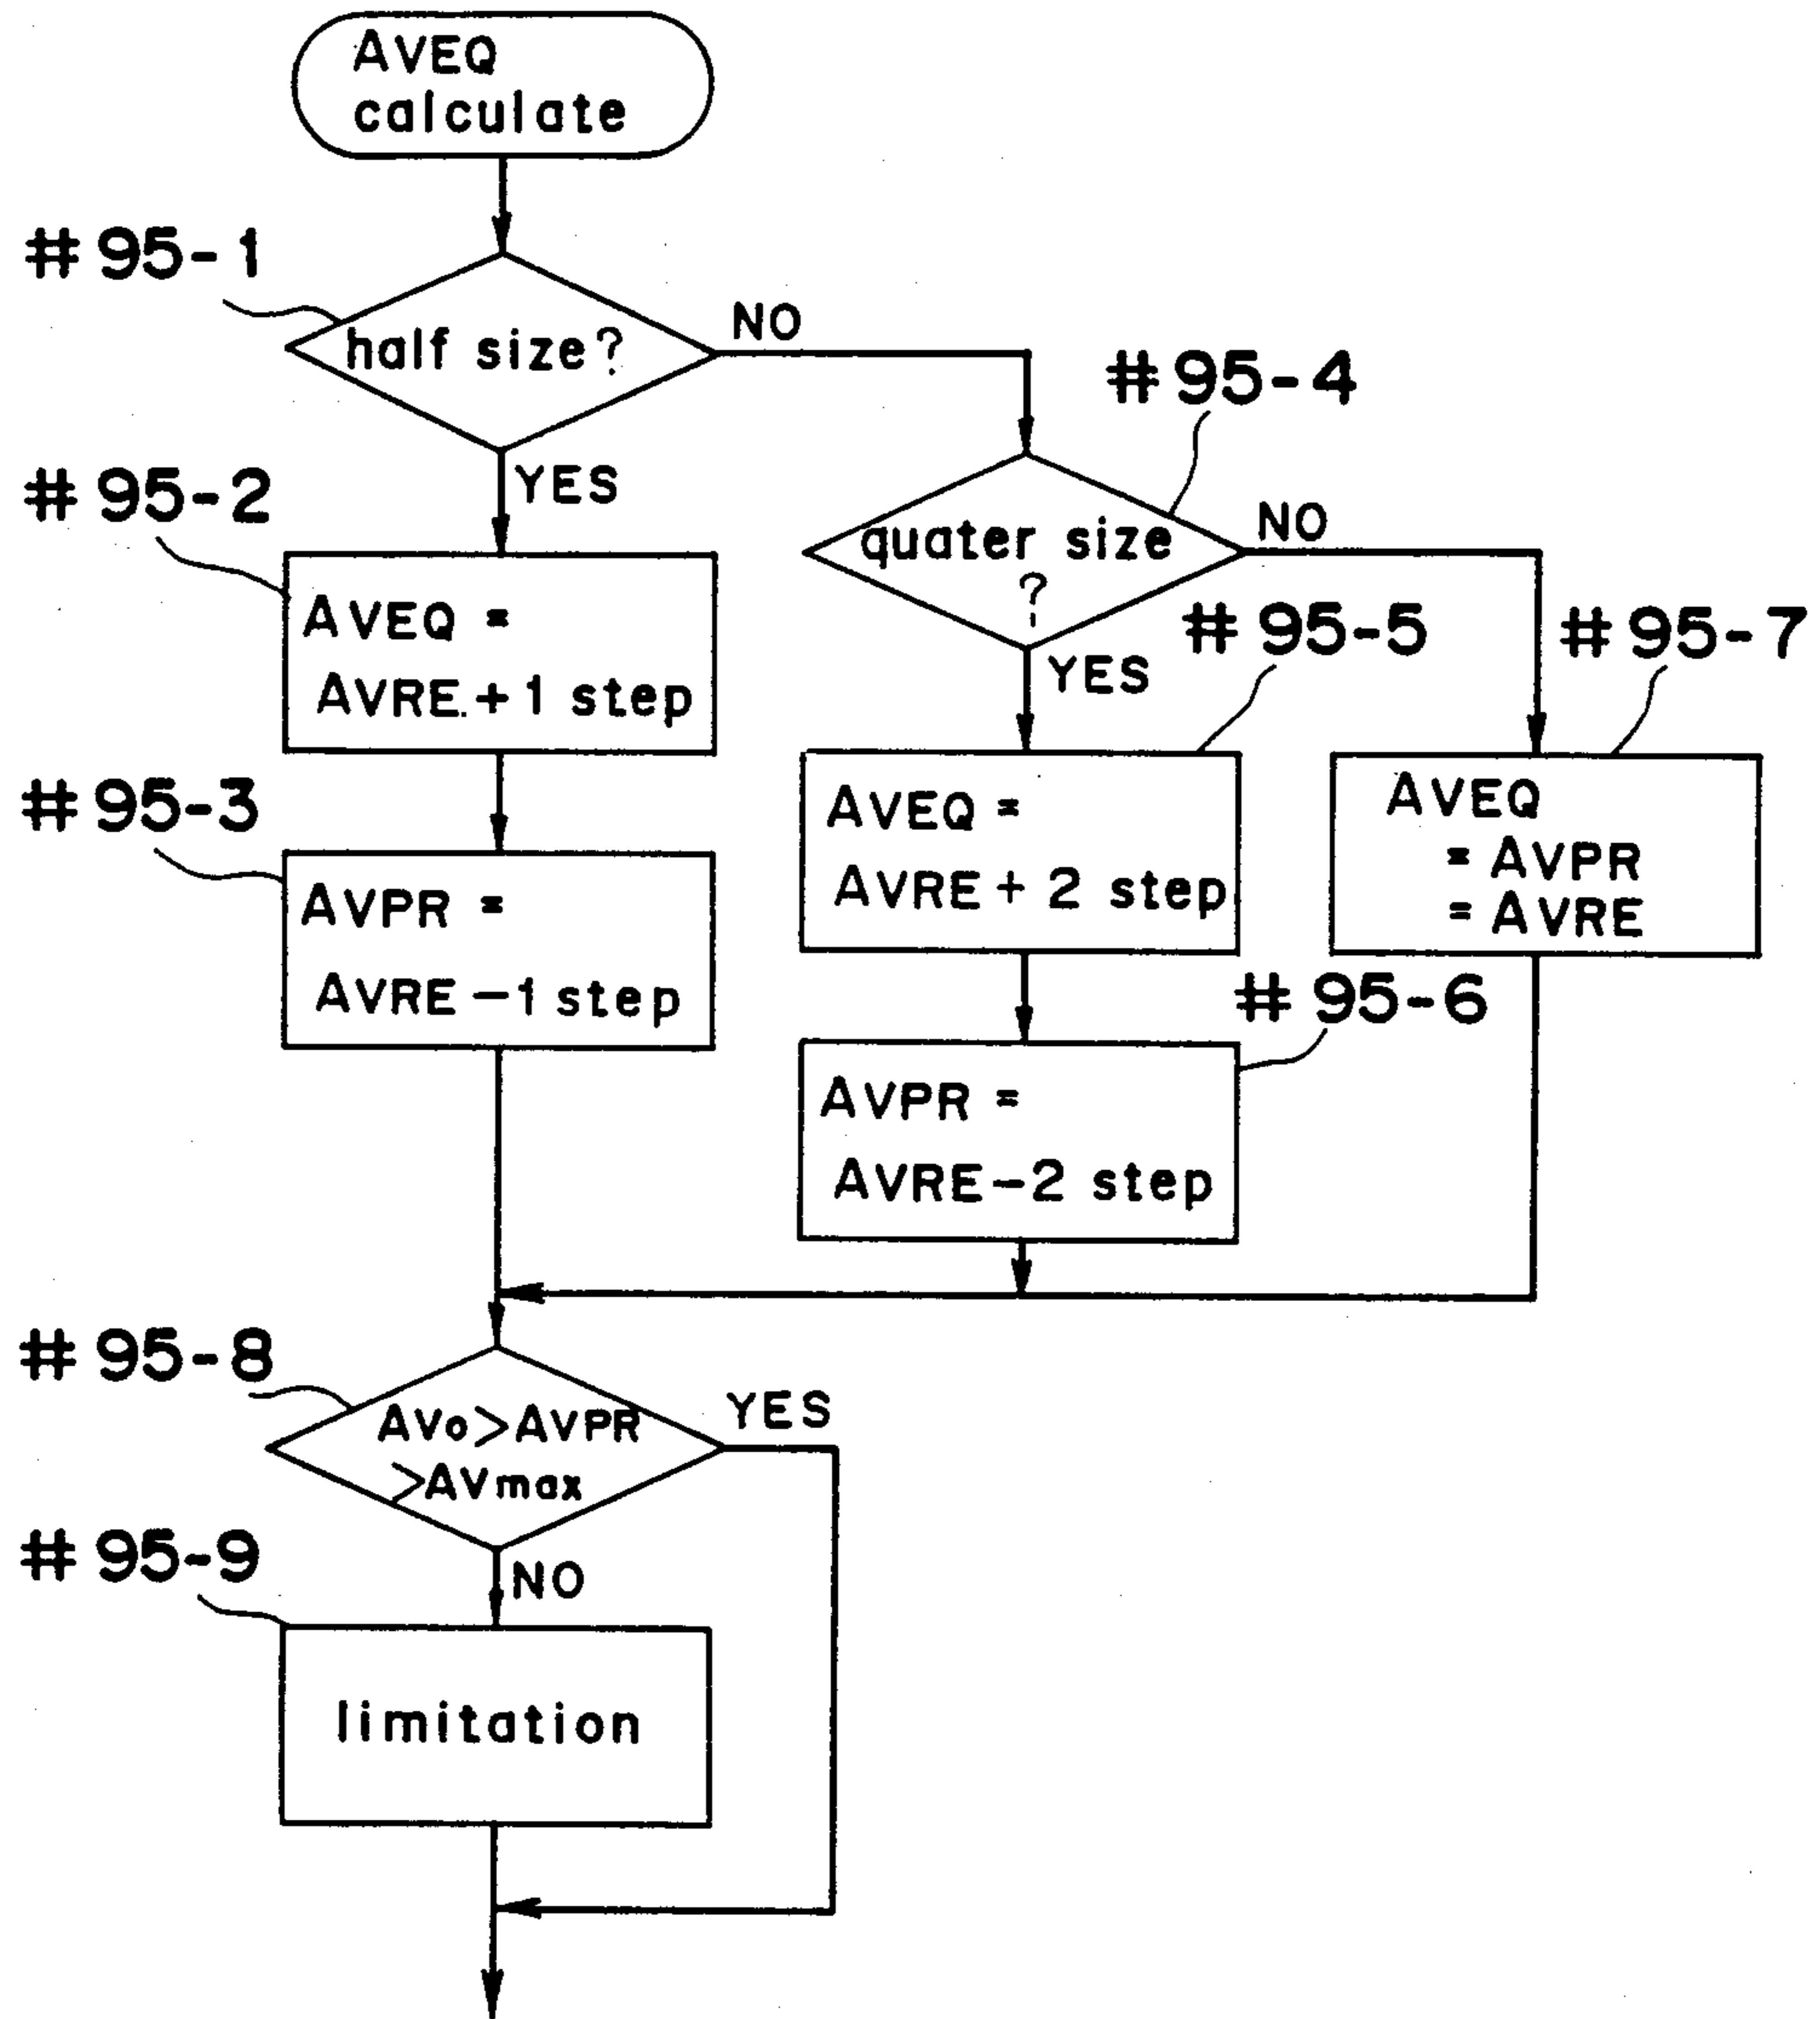 AVEQ
calculate
# 95-1
half size?
NO
YES
# 95-2
AVEQ =
AVRE. + 1 step
# 95-3
AVPR =
AVRE - 1 step
# 95-4
quater size
?
NO
YES
# 95-5
AVEQ =
AVRE + 2 step
# 95-6
AVPR =
AVRE - 2 step
# 95-7
AVEQ
= AVPR
= AVRE
# 95-8
AVo > AVPR
> AVmax
YES
NO
# 95-9
limitation